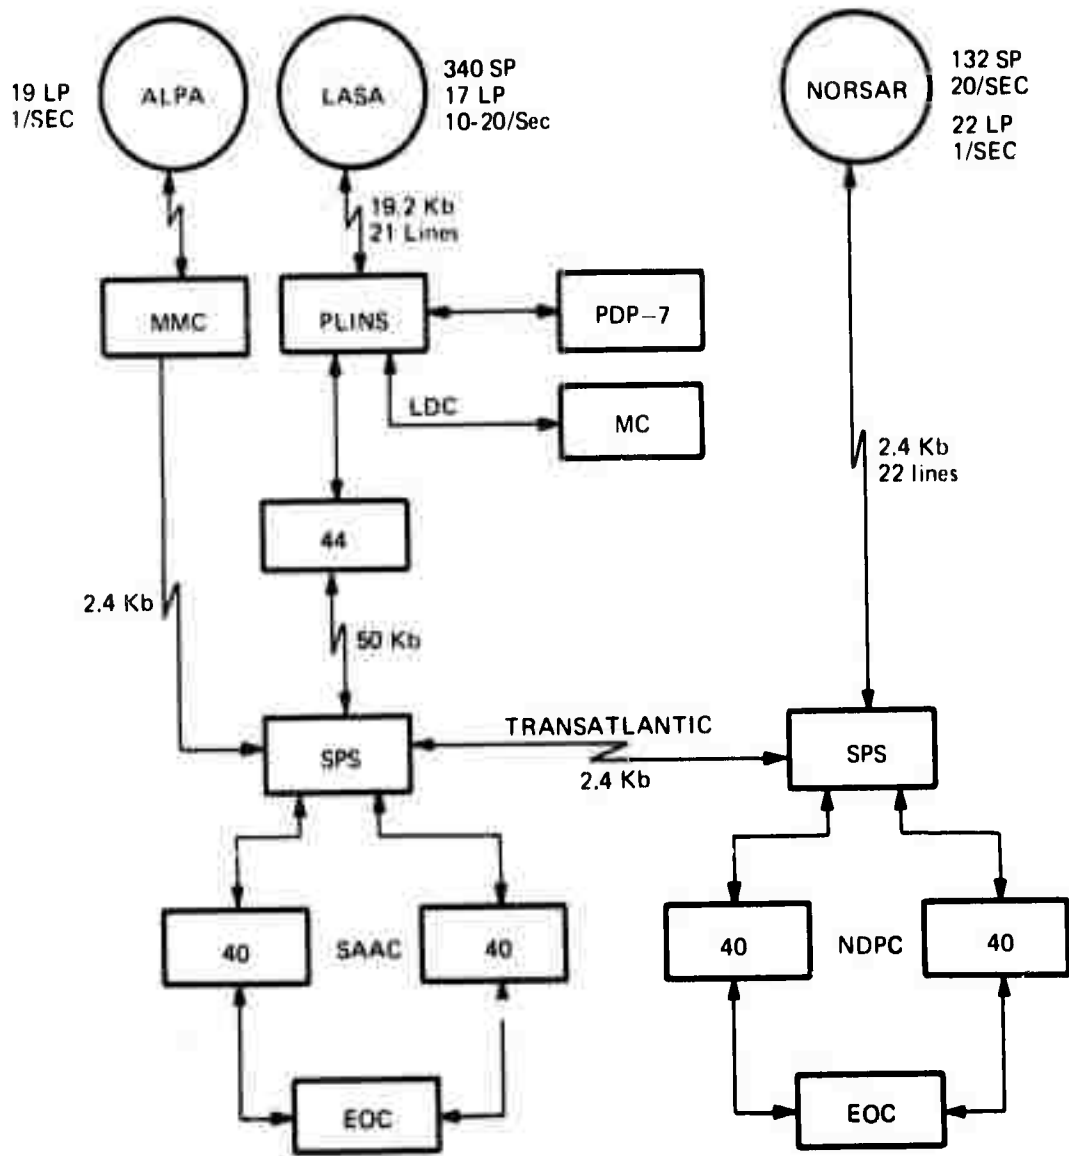 ALPA
19 LP
1/SEC
LASA
340 SP
17 LP
10-20/Sec
NORSAR
132 SP
20/SEC
22 LP
1/SEC
19.2 Kb
21 Lines
MMC
PLINS
PDP-7
LDC
MC
2.4 Kb
22 lines
44
2.4 Kb
50 Kb
SPS
TRANSATLANTIC
2.4 Kb
SPS
40
SAAC
40
40
NDPC
40
EOC
EOC